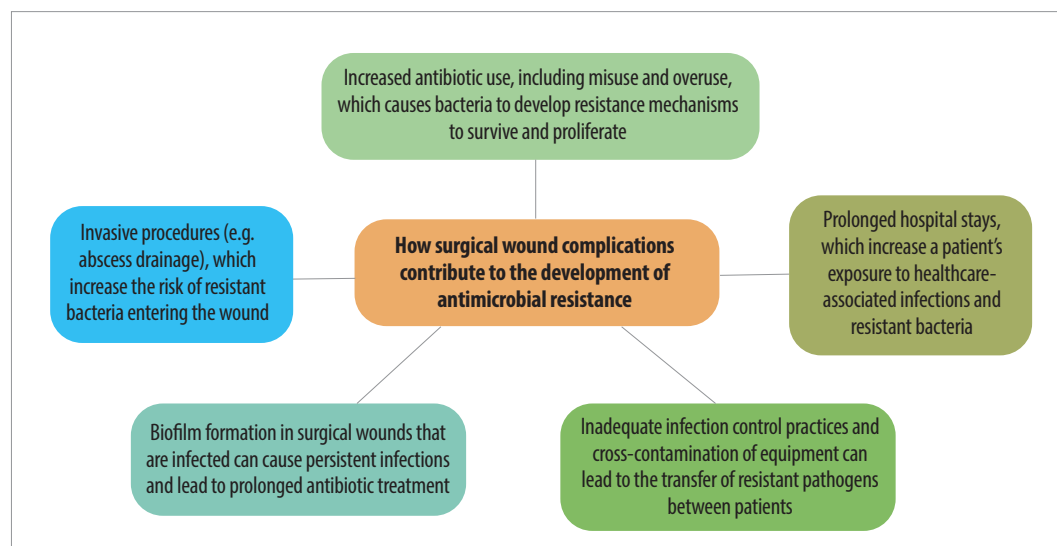 Increased antibiotic use, including misuse and overuse,
which causes bacteria to develop resistance mechanisms
to survive and proliferate
Invasive procedures (e.g.
abscess drainage), which
increase the risk of resistant
bacteria entering the wound
How surgical wound complications
contribute to the development of
antimicrobial resistance
Prolonged hospital stays,
which increase a patient’s
exposure to healthcare-
associated infections and
resistant bacteria
Biofilm formation in surgical wounds that
are infected can cause persistent infections
and lead to prolonged antibiotic treatment
Inadequate infection control practices and
cross-contamination of equipment can
lead to the transfer of resistant pathogens
between patients